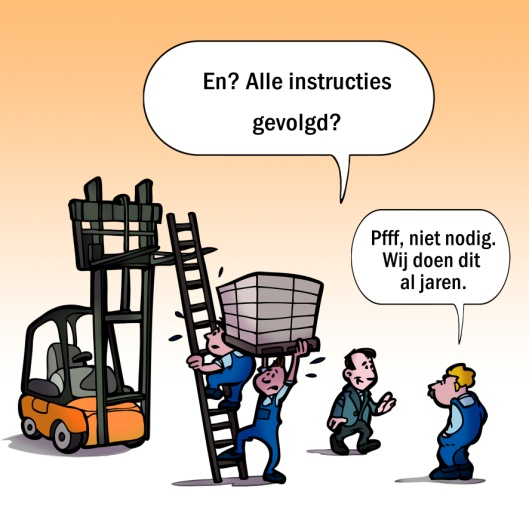 En? Alle instructies
gevolgd?
Pfff, niet nodig.
Wij doen dit
al jaren.